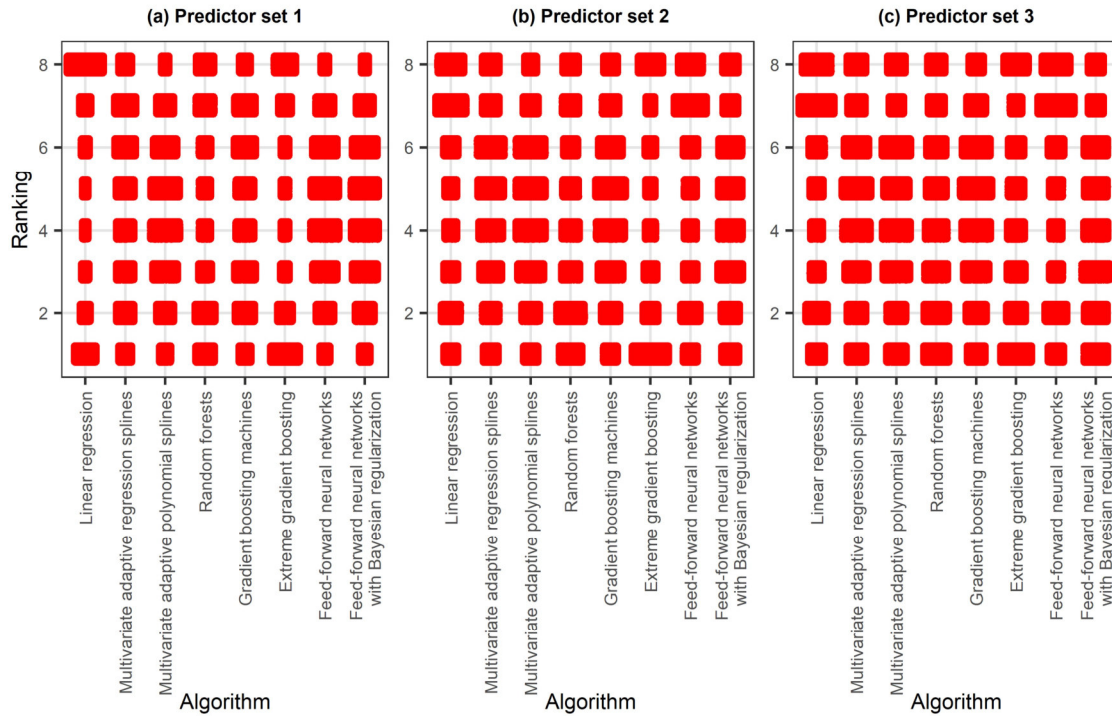 (a) Predictor set 1
(b) Predictor set 2
(c) Predictor set 3
Ranking
8
6
4
2
8
6
4
2
8
6
4
2
Linear regression
Multivariate adaptive regression splines
Multivariate adaptive polynomial splines
Random forests
Gradient boosting machines
Extreme gradient boosting
Feed-forward neural networks
Feed-forward neural networks
with Bayesian regularization
Linear regression
Multivariate adaptive regression splines
Multivariate adaptive polynomial splines
Random forests
Gradient boosting machines
Extreme gradient boosting
Feed-forward neural networks
Feed-forward neural networks
with Bayesian regularization
Linear regression
Multivariate adaptive regression splines
Multivariate adaptive polynomial splines
Random forests
Gradient boosting machines
Extreme gradient boosting
Feed-forward neural networks
Feed-forward neural networks
with Bayesian regularization
Algorithm
Algorithm
Algorithm